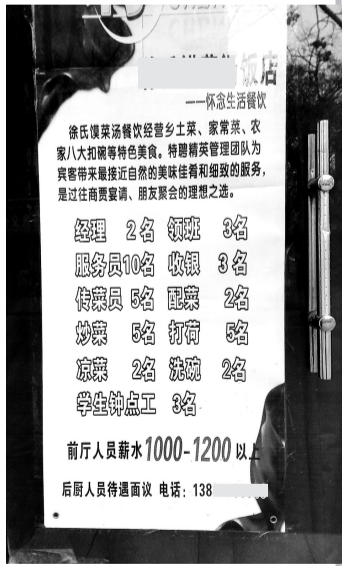 饭店
——怀念生活餐饮
徐氏馍菜汤餐饮经营乡土菜、家常菜、农
家八大扣碗等特色美食。特聘精英管理团队为
宾客带来最接近自然的美味佳肴和细致的服务，
是过往商贾宴请、朋友聚会的理想之选。
经理 2名 领班 3名
服务员10名 收银 3名
传菜员 5名 配菜 2名
炒菜 5名 打荷 5名
凉菜 2名 洗碗 2名
学生钟点工 3名
前厅人员薪水1000-1200以上
后厨人员待遇面议 电话：138